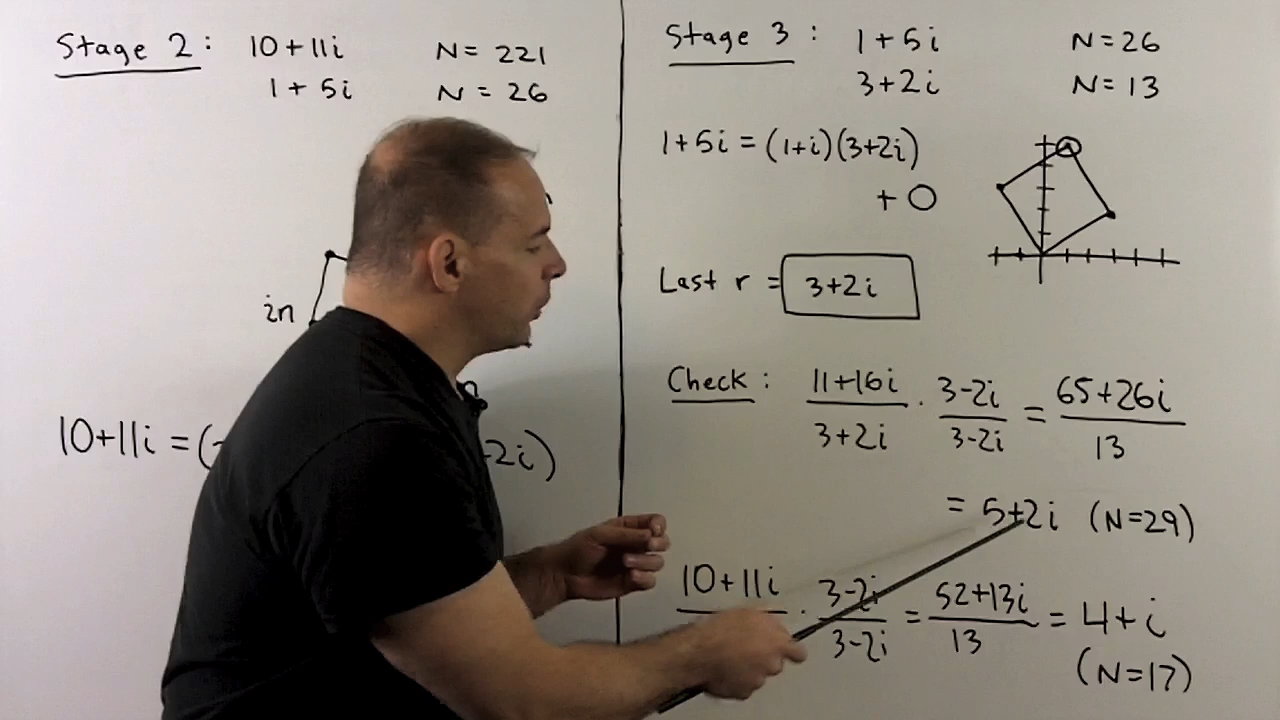 Stage 2: 10+11i N= 221
1+5i N = 26
in
10+11i = (
-2i)
Stage 3: 1+5i N=26
3+2i N=13
1+5i = (1+i)(3+2i)
+ 0
Last r = 3+2i
Check: 11+16i / 3+2i · 3-2i / 3-2i = 65+26i / 13
= 5+2i (N=29)
10+11i · 3-2i / 3-2i = 52+13i / 13 = 4+i
(N=17)